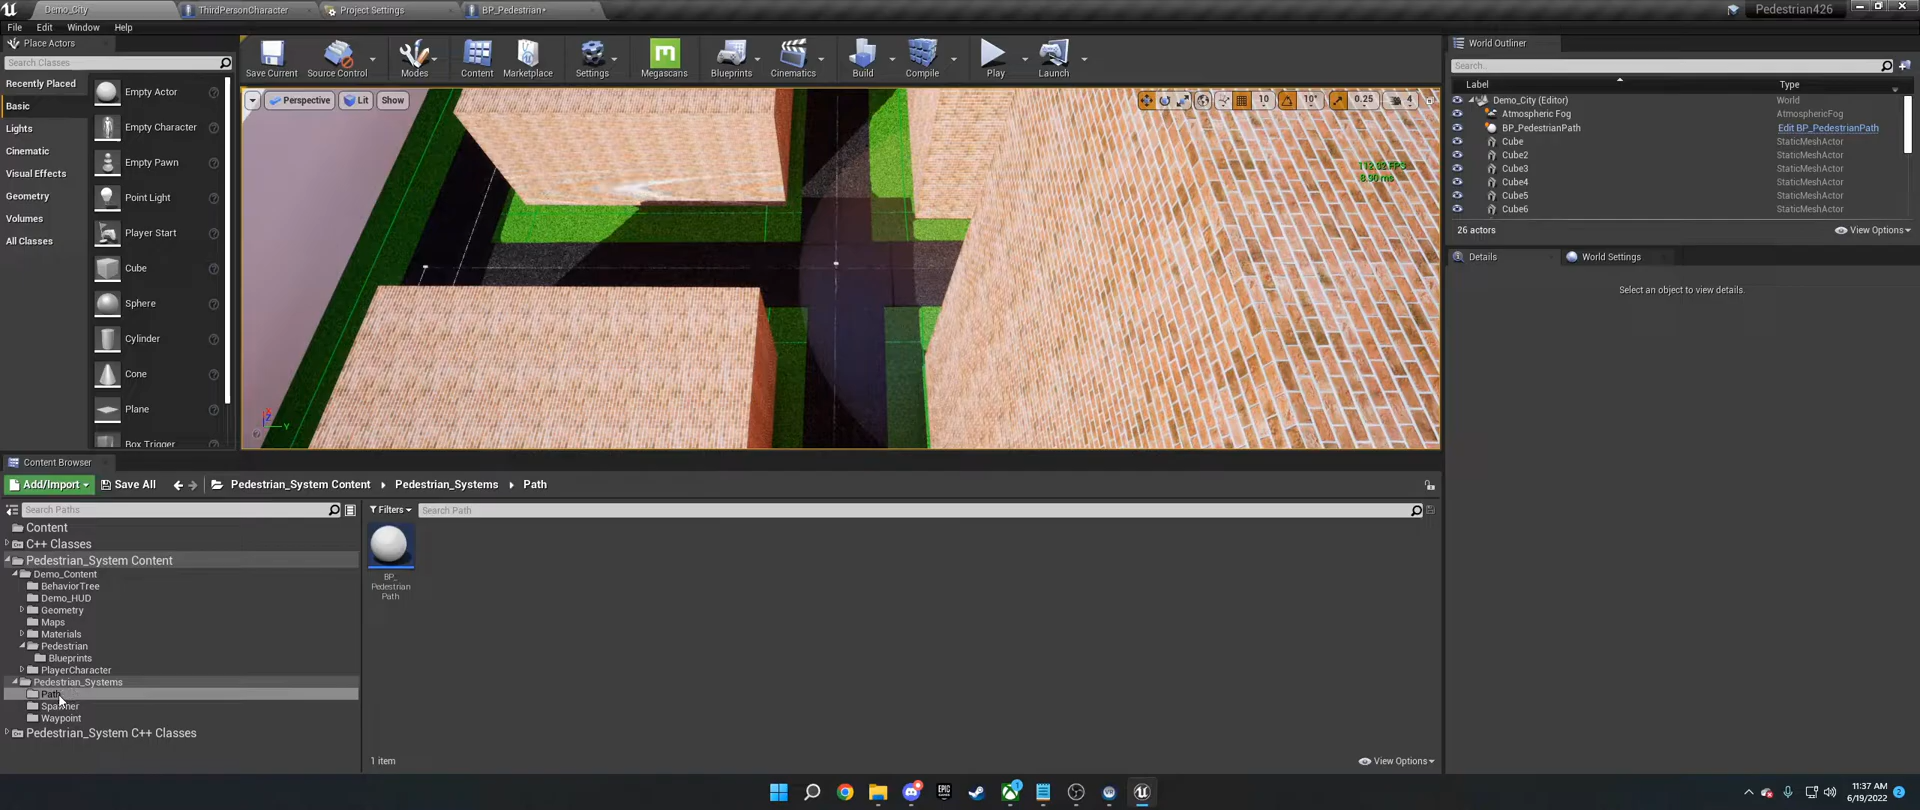 Demo_City
ThirdPersonCharacter
Project Settings
BP_Pedestrian*
Pedestrian426
File Edit Window Help
Place Actors
Search Classes
Recently Placed
Basic
Lights
Cinematic
Visual Effects
Geometry
Volumes
All Classes
Empty Actor
Empty Character
Empty Pawn
Point Light
Player Start
Cube
Sphere
Cylinder
Cone
Plane
Box Trigger
Save Current
Source Control
Modes
Content
Marketplace
Settings
Megascans
Blueprints
Cinematics
Build
Compile
Play
Launch
Perspective
Lit
Show
10
10°
0.25
4
FPS
8.90 ms
Z
Y
World Outliner
Search...
Label Type
Demo_City (Editor) World
Atmospheric Fog AtmosphericFog
BP_PedestrianPath Edit BP_PedestrianPath
Cube StaticMeshActor
Cube2 StaticMeshActor
Cube3 StaticMeshActor
Cube4 StaticMeshActor
Cube5 StaticMeshActor
Cube6 StaticMeshActor
26 actors
View Options
Details
World Settings
Select an object to view details.
Content Browser
Add/Import
Save All
Pedestrian_System Content
Pedestrian_Systems
Path
Search Paths
Filters
Search Path
Content
C++ Classes
Pedestrian_System Content
Demo_Content
BehaviorTree
Demo_HUD
Geometry
Maps
Materials
Pedestrian
Blueprints
PlayerCharacter
Pedestrian_Systems
Path
Spawner
Waypoint
Pedestrian_System C++ Classes
BP_
Pedestrian
Path
1 item
View Options
EPIC
1
11:37 AM
6/19/2022
2